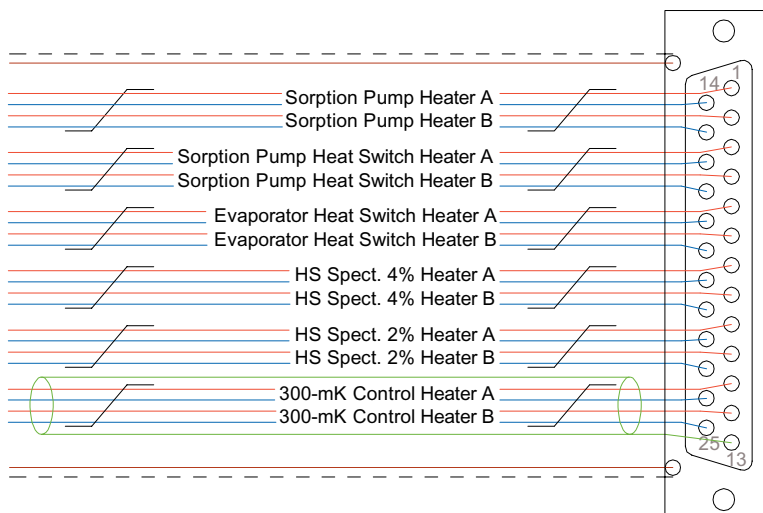 1
14
Sorption Pump Heater A
Sorption Pump Heater B
Sorption Pump Heat Switch Heater A
Sorption Pump Heat Switch Heater B
Evaporator Heat Switch Heater A
Evaporator Heat Switch Heater B
HS Spect. 4% Heater A
HS Spect. 4% Heater B
HS Spect. 2% Heater A
HS Spect. 2% Heater B
300-mK Control Heater A
300-mK Control Heater B
25
13